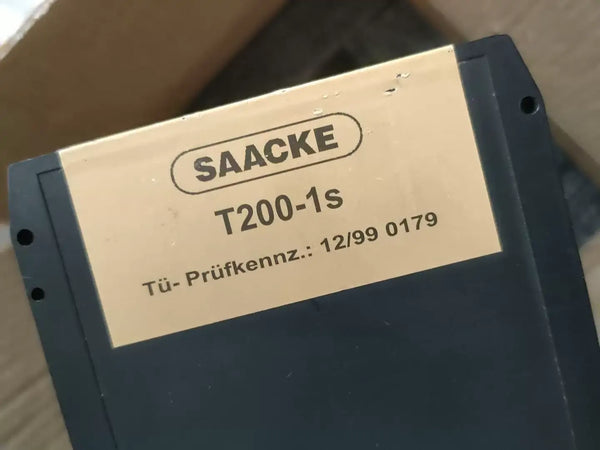 SAACKE
T200-1s
Tü- Prüfkennz.: 12/99 0179